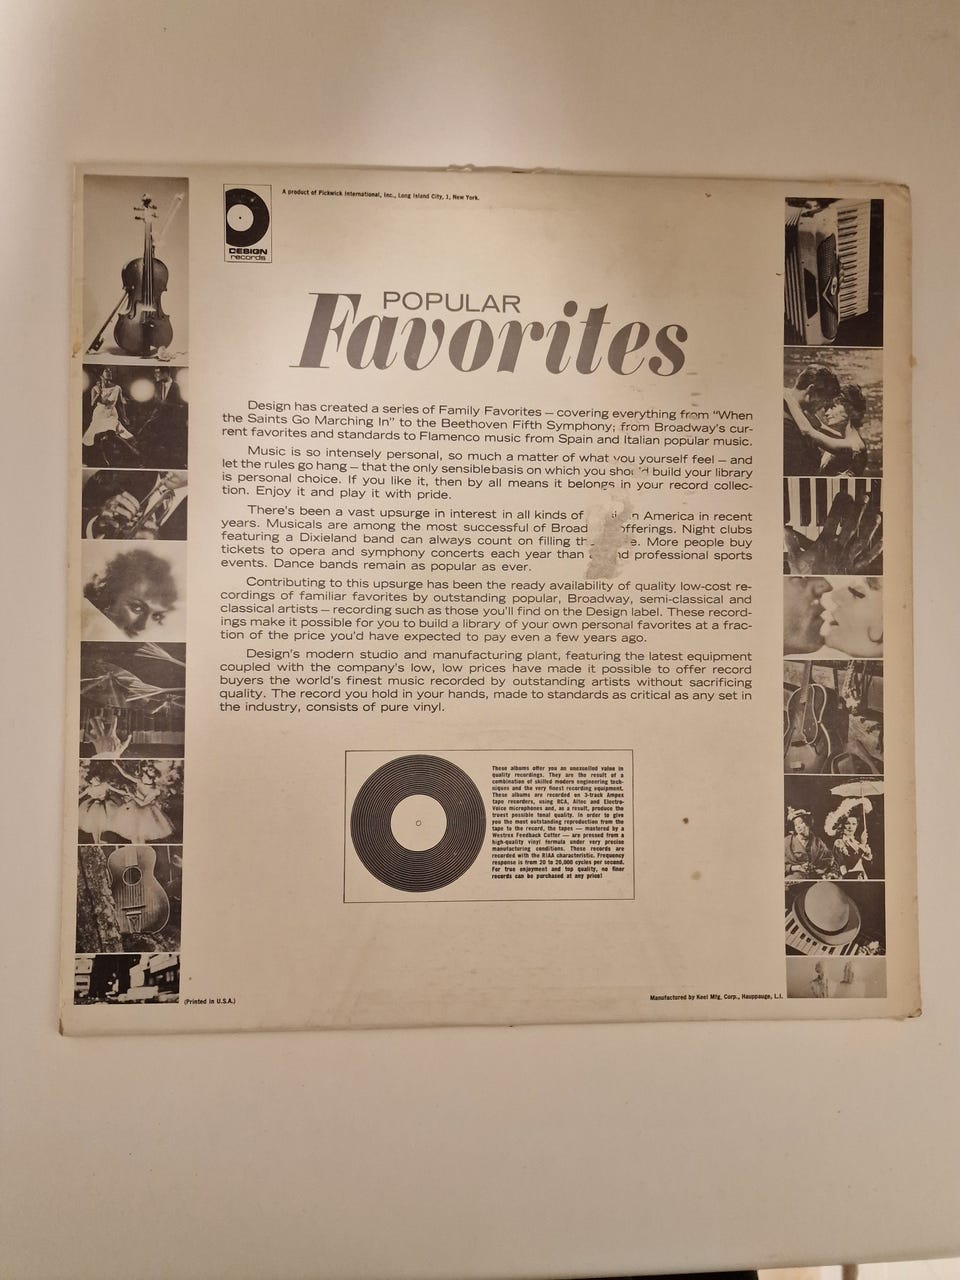 DESIGN
records
A product of Pickwick International, Inc., Long Island City, 1, New York.
POPULAR
Favorites
Design has created a series of Family Favorites — covering everything from "When
the Saints Go Marching In" to the Beethoven Fifth Symphony; from Broadway's cur-
rent favorites and standards to Flamenco music from Spain and Italian popular music.
Music is so intensely personal, so much a matter of what you yourself feel — and
let the rules go hang — that the only sensible basis on which you should build your library
is personal choice. If you like it, then by all means it belongs in your record collec-
tion. Enjoy it and play it with pride.
There's been a vast upsurge in interest in all kinds of in America in recent
years. Musicals are among the most successful of Broad offerings. Night clubs
featuring a Dixieland band can always count on filling More people buy
tickets to opera and symphony concerts each year than professional sports
events. Dance bands remain as popular as ever.
Contributing to this upsurge has been the ready availability of quality low-cost re-
cordings of familiar favorites by outstanding popular, Broadway, semi-classical and
classical artists — recording such as those you'll find on the Design label. These record-
ings make it possible for you to build a library of your own personal favorites at a frac-
tion of the price you'd have expected to pay even a few years ago.
Design's modern studio and manufacturing plant, featuring the latest equipment
coupled with the company's low, low prices have made it possible to offer record
buyers the world's finest music recorded by outstanding artists without sacrificing
quality. The record you hold in your hands, made to standards as critical as any set in
the industry, consists of pure vinyl.
These albums offer you an unexcelled value in
quality recordings. They are the result of a
combination of skilled modern engineering tech-
niques and the very finest recording equipment.
These albums are recorded on 3-track Ampex
tape recorders, using RCA, Altec and Electro-
Voice microphones and, as a result, produce the
truest possible tonal quality. In order to give
you the most outstanding reproduction from the
tape to the record, the tapes — mastered by a
Westrex Feedback Cutter — are pressed from a
high-quality vinyl formula under very precise
manufacturing conditions. These records are
recorded with the RIAA characteristic. Frequency
response is from 20 to 20,000 cycles per second.
For true enjoyment and top quality, no finer
records can be purchased at any price!
(Printed in U.S.A.)
Manufactured by Keel Mfg. Corp., Hauppauge, L.I.